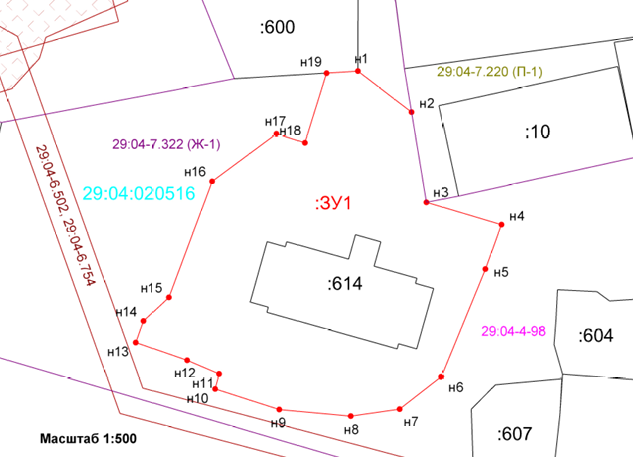 :600
н19
н1
29:04-7.220 (П-1)
н2
:10
н17
н18
29:04-7.322 (Ж-1)
н16
29:04:020516
29:04-6.502, 29:04-6.754
:ЗУ1
н3
н4
н5
:614
н15
н14
н13
29:04-4-98
:604
н12
н11
н10
н6
н9
н8
н7
:607
Масштаб 1:500